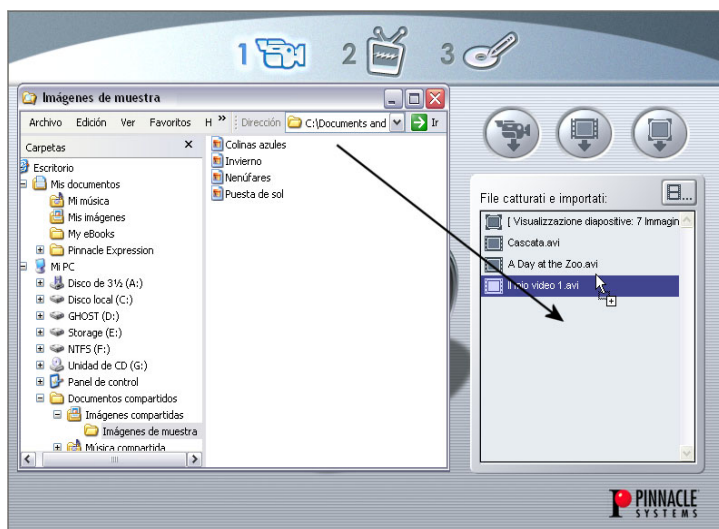 1 2 3
Imágenes de muestra
Archivo Edición Ver Favoritos H » Dirección C:\Documents and Ir
Carpetas X
Escritorio
Mis documentos
Mi música
Mis imágenes
My eBooks
Pinnacle Expression
Mi PC
Disco de 3½ (A:)
Disco local (C:)
GHOST (D:)
Storage (E:)
NTFS (F:)
Unidad de CD (G:)
Panel de control
Documentos compartidos
Imágenes compartidas
Imágenes de muestra
Música compartida
Colinas azules
Invierno
Nenúfares
Puesta de sol
File catturati e importati:
...
[ Visualizzazione diapositive: 7 Immagin
Cascata.avi
A Day at the Zoo.avi
Il mio video 1.avi
PINNACLE
SYSTEMS